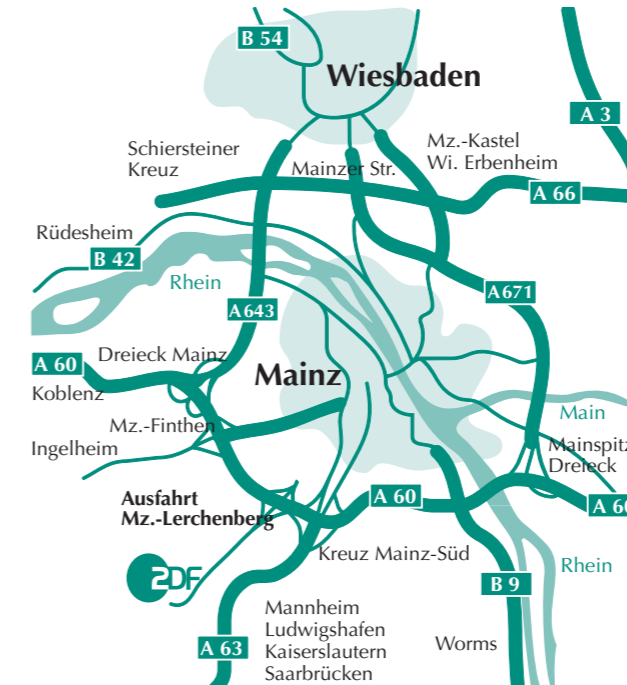 B 54
Wiesbaden
A 3
Schiersteiner
Kreuz
Mainzer Str.
Mz.-Kastel
Wi. Erbenheim
A 66
Rüdesheim
B 42
Rhein
A643
A671
A 60
Koblenz
Dreieck Mainz
Mainz
Main
Mz.-Finthen
Ingelheim
Mainspitz
Dreieck
Ausfahrt
Mz.-Lerchenberg
A 60
A 60
Kreuz Mainz-Süd
Rhein
2DF
B 9
Mannheim
Ludwigshafen
Kaiserslautern
Saarbrücken
A 63
Worms